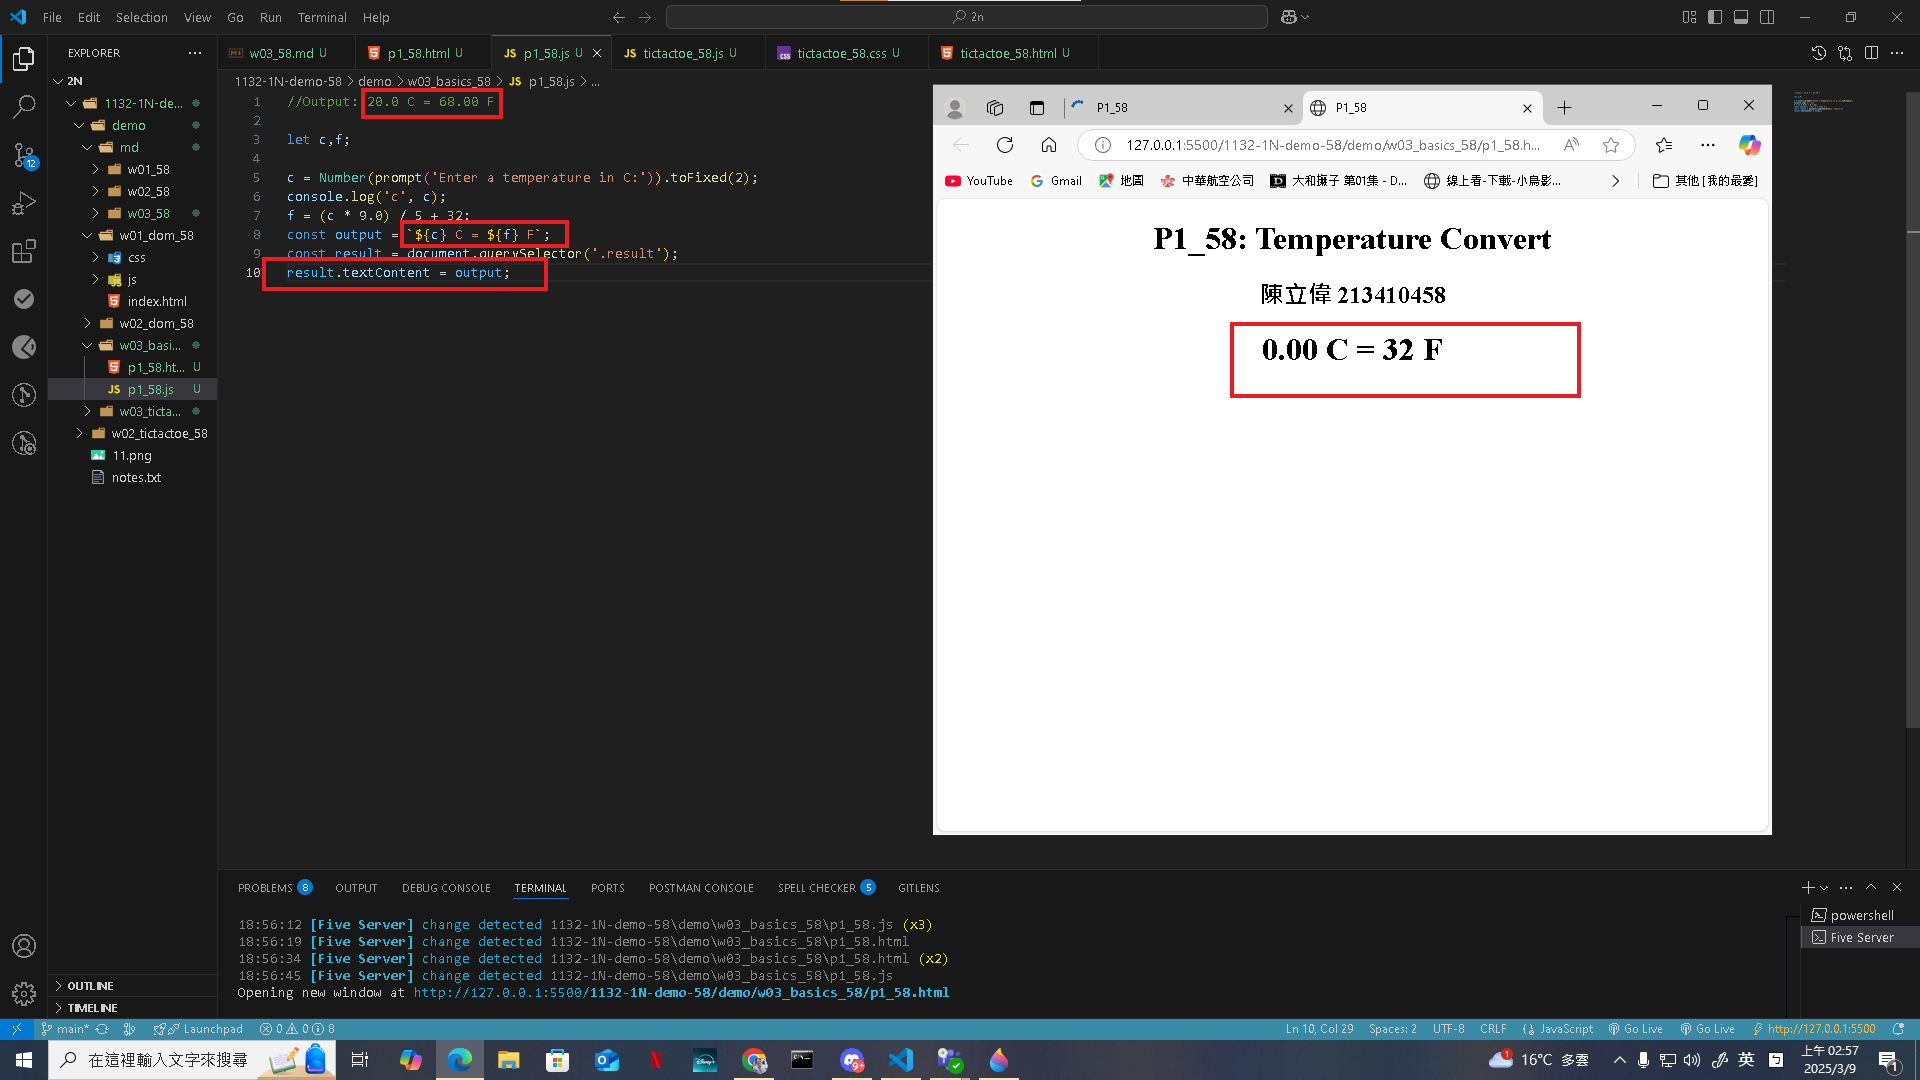 File Edit Selection View Go Run Terminal Help
2n
EXPLORER
w03_58.md U
p1_58.html U
JS p1_58.js U
JS tictactoe_58.js U
tictactoe_58.css U
tictactoe_58.html U
1132-1N-demo-58 > demo > w03_basics_58 > JS p1_58.js > ...
2N
1132-1N-de...
demo
md
w01_58
w02_58
w03_58
w01_dom_58
css
js
index.html
w02_dom_58
w03_basi...
p1_58.ht... U
JS p1_58.js U
w03_ticta...
w02_tictactoe_58
11.png
notes.txt
OUTLINE
TIMELINE
12
1 //Output: 20.0 C = 68.00 F
2
3 let c,f;
4
5 c = Number(prompt('Enter a temperature in C:')).toFixed(2);
6 console.log('c', c);
7 f = (c * 9.0) / 5 + 32;
8 const output = `${c} C = ${f} F`;
9 const result = document.querySelector('.result');
10 result.textContent = output;
P1_58
P1_58
127.0.0.1:5500/1132-1N-demo-58/demo/w03_basics_58/p1_58.h...
YouTube
Gmail
地圖
中華航空公司
大和撫子 第01集 - D...
線上看-下載-小鳥影...
其他 [我的最愛]
P1_58: Temperature Convert
陳立偉 213410458
0.00 C = 32 F
PROBLEMS 8 OUTPUT DEBUG CONSOLE TERMINAL PORTS POSTMAN CONSOLE SPELL CHECKER 5 GITLENS
18:56:12 [Five Server] change detected 1132-1N-demo-58\demo\w03_basics_58\p1_58.js (x3)
18:56:19 [Five Server] change detected 1132-1N-demo-58\demo\w03_basics_58\p1_58.html
18:56:34 [Five Server] change detected 1132-1N-demo-58\demo\w03_basics_58\p1_58.html (x2)
18:56:45 [Five Server] change detected 1132-1N-demo-58\demo\w03_basics_58\p1_58.js
Opening new window at http://127.0.0.1:5500/1132-1N-demo-58/demo/w03_basics_58/p1_58.html
powershell
Five Server
main* Launchpad 0 0 8
Ln 10, Col 29 Spaces: 2 UTF-8 CRLF JavaScript Go Live Go Live http://127.0.0.1:5500
在這裡輸入文字來搜尋
16°C 多雲
英
上午 02:57
2025/3/9